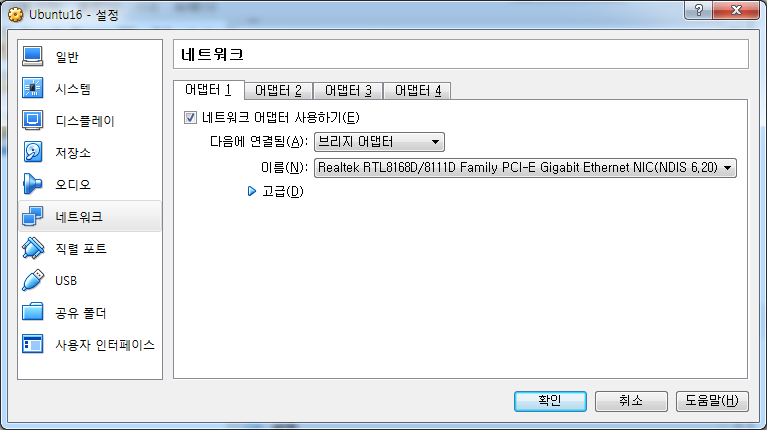 Ubuntu16 - 설정
일반
시스템
디스플레이
저장소
오디오
네트워크
직렬 포트
USB
공유 폴더
사용자 인터페이스
네트워크
어댑터 1 어댑터 2 어댑터 3 어댑터 4
네트워크 어댑터 사용하기(E)
다음에 연결됨(A): 브리지 어댑터
이름(N): Realtek RTL8168D/8111D Family PCI-E Gigabit Ethernet NIC(NDIS 6,20)
고급(D)
확인 취소 도움말(H)